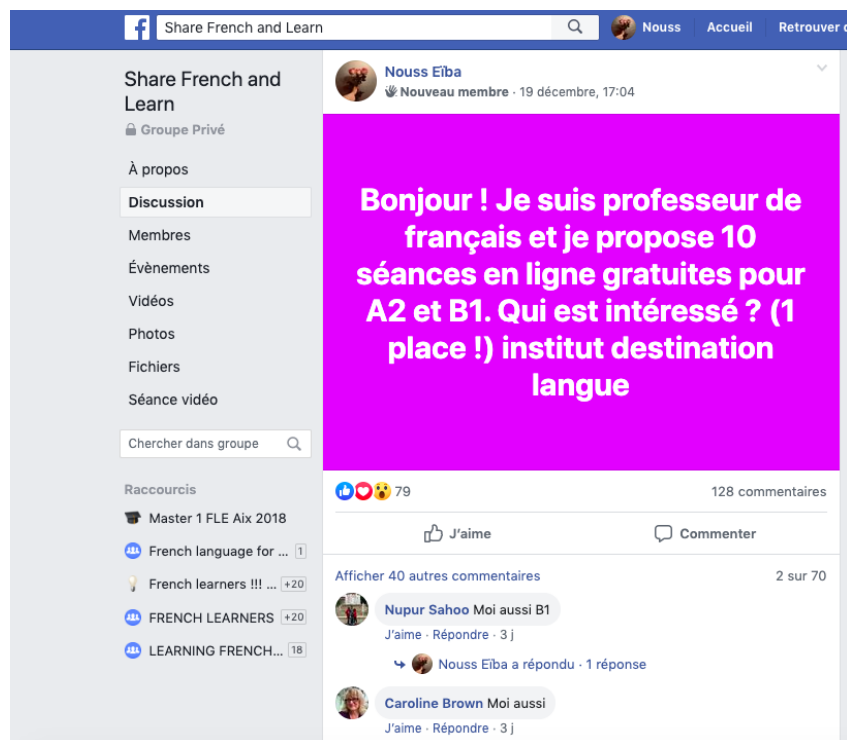 Share French and Learn
Nouss
Accueil
Retrouver
Share French and
Learn
Groupe Privé
À propos
Discussion
Membres
Évènements
Vidéos
Photos
Fichiers
Séance vidéo
Chercher dans groupe
Raccourcis
Master 1 FLE Aix 2018
French language for ... 1
French learners !!! ... +20
FRENCH LEARNERS +20
LEARNING FRENCH... 18
Nouss Eïba
Nouveau membre · 19 décembre, 17:04
Bonjour ! Je suis professeur de
français et je propose 10
séances en ligne gratuites pour
A2 et B1. Qui est intéressé ? (1
place !) institut destination
langue
79
128 commentaires
J'aime
Commenter
Afficher 40 autres commentaires
2 sur 70
Nupur Sahoo Moi aussi B1
J'aime · Répondre · 3 j
Nouss Eïba a répondu · 1 réponse
Caroline Brown Moi aussi
J'aime · Répondre · 3 j